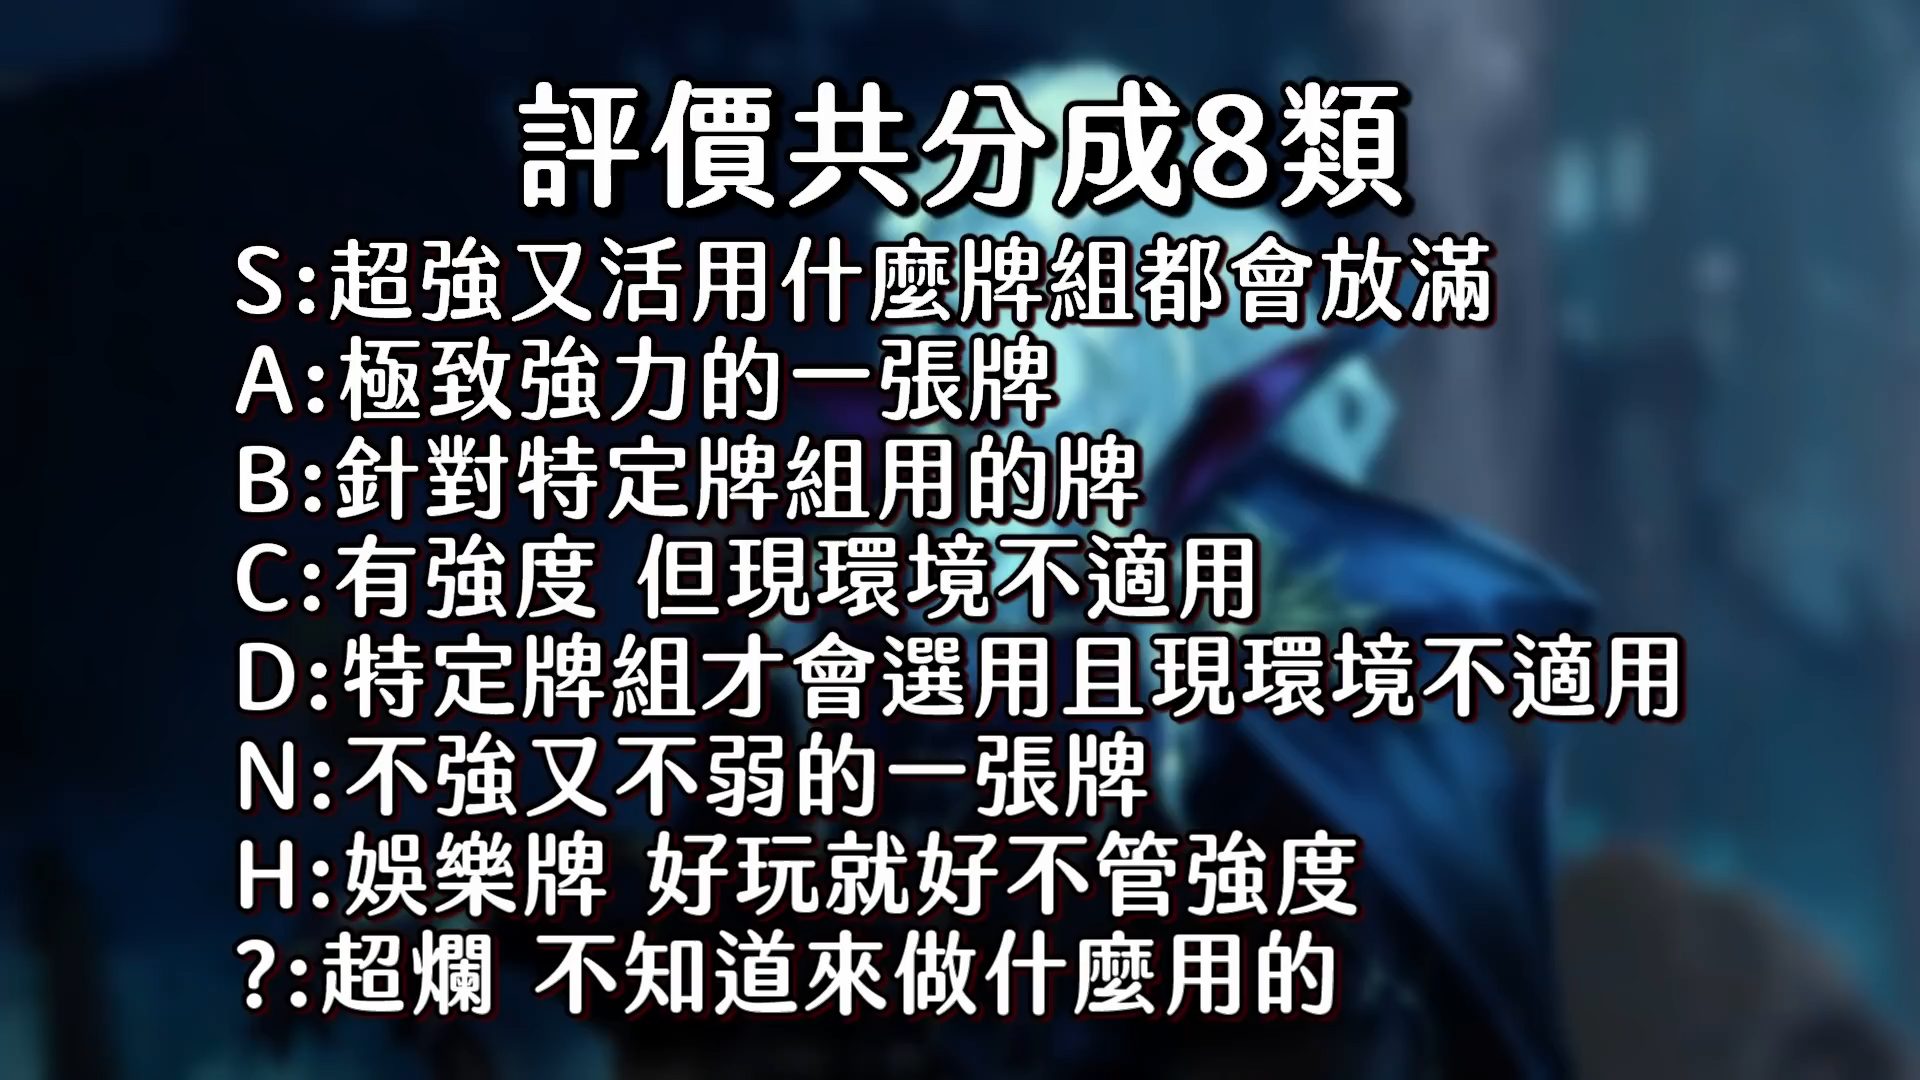 評價共分成8類
S:超強又活用什麼牌組都會放滿
A:極致強力的一張牌
B:針對特定牌組用的牌
C:有強度 但現環境不適用
D:特定牌組才會選用且現環境不適用
N:不強又不弱的一張牌
H:娛樂牌 好玩就好不管強度
?:超爛 不知道來做什麼用的